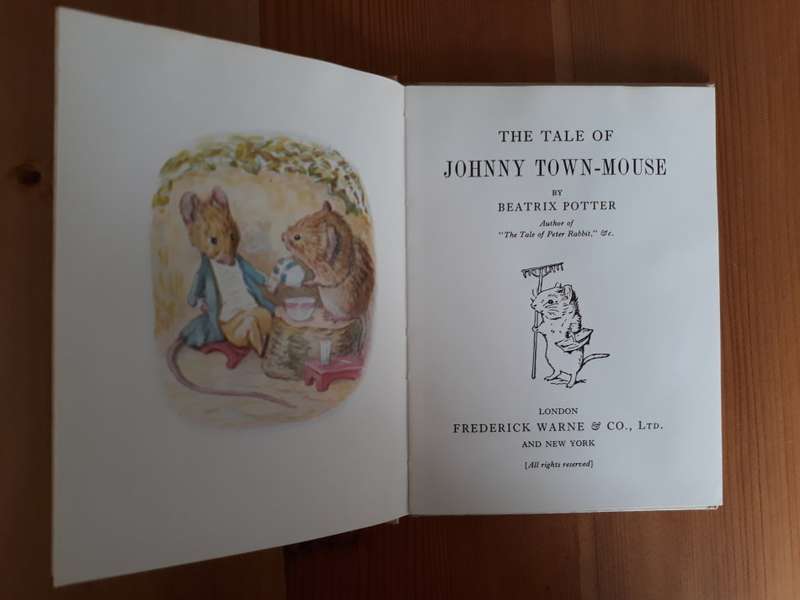 THE TALE OF
JOHNNY TOWN-MOUSE
BY
BEATRIX POTTER
Author of
"The Tale of Peter Rabbit," &c.
LONDON
FREDERICK WARNE & CO., LTD.
AND NEW YORK
[All rights reserved]